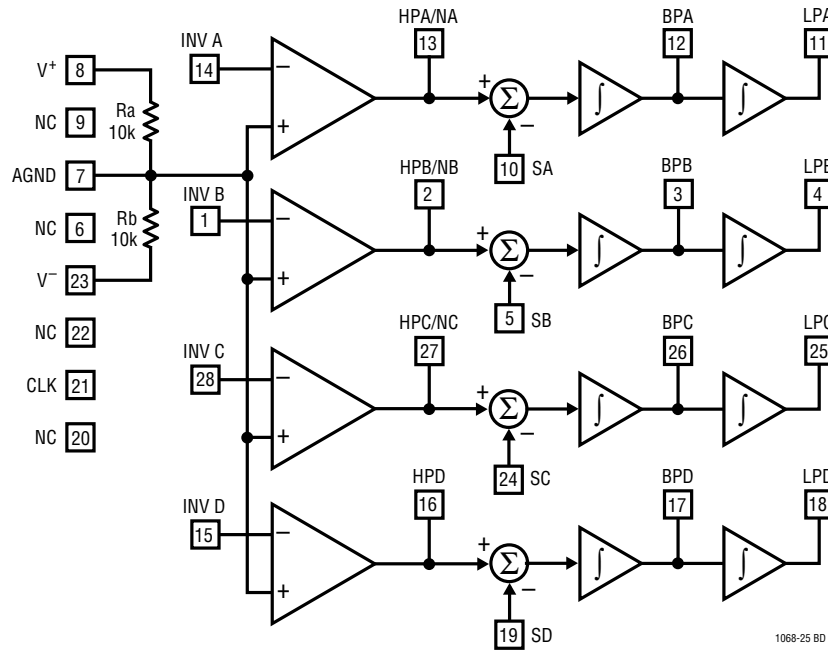 V+ 8
NC 9
AGND 7
NC 6
V− 23
NC 22
CLK 21
NC 20
Ra
10k
Rb
10k
INV A
14
− +
HPA/NA
13
+ Σ −
10 SA
∫
BPA
12
∫
LPA
11
INV B
1
− +
HPB/NB
2
+ Σ −
5 SB
∫
BPB
3
∫
LPB
4
INV C
28
− +
HPC/NC
27
+ Σ −
24 SC
∫
BPC
26
∫
LPC
25
INV D
15
− +
HPD
16
+ Σ −
19 SD
∫
BPD
17
∫
LPD
18
1068-25 BD